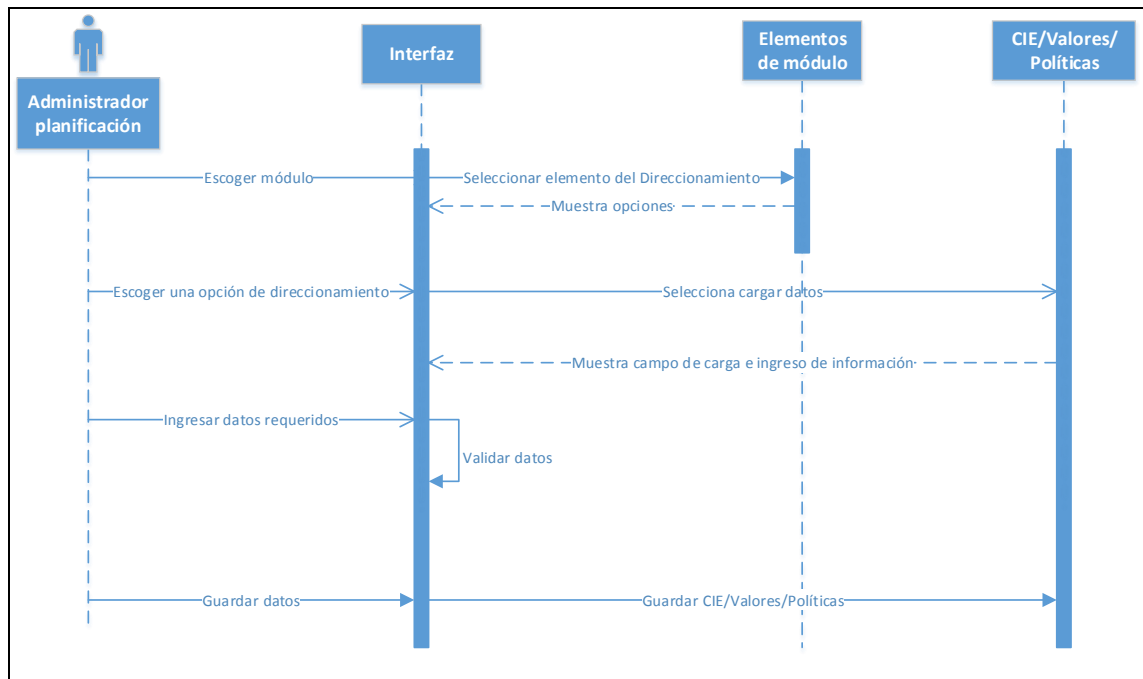 Administrador
planificación
Interfaz
Elementos
de módulo
CIE/Valores/
Políticas
Escoger módulo
Seleccionar elemento del Direccionamiento
Muestra opciones
Escoger una opción de direccionamiento
Selecciona cargar datos
Muestra campo de carga e ingreso de información
Ingresar datos requeridos
Validar datos
Guardar datos
Guardar CIE/Valores/Políticas